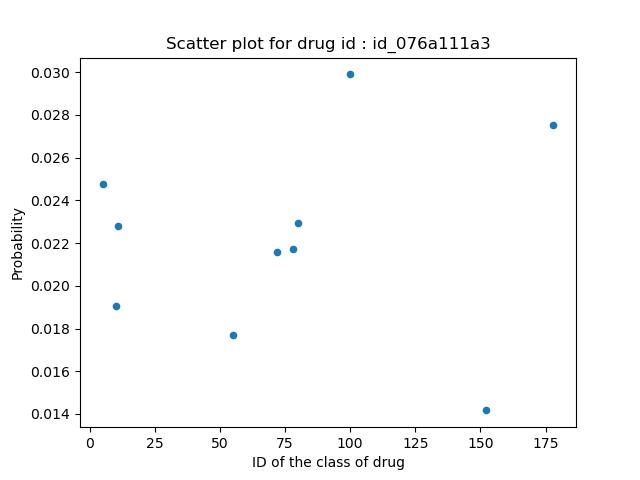 Scatter plot for drug id : id_076a111a3
0.030
0.028
0.026
0.024
0.022
0.020
0.018
0.016
0.014
Probability
0 25 50 75 100 125 150 175
ID of the class of drug